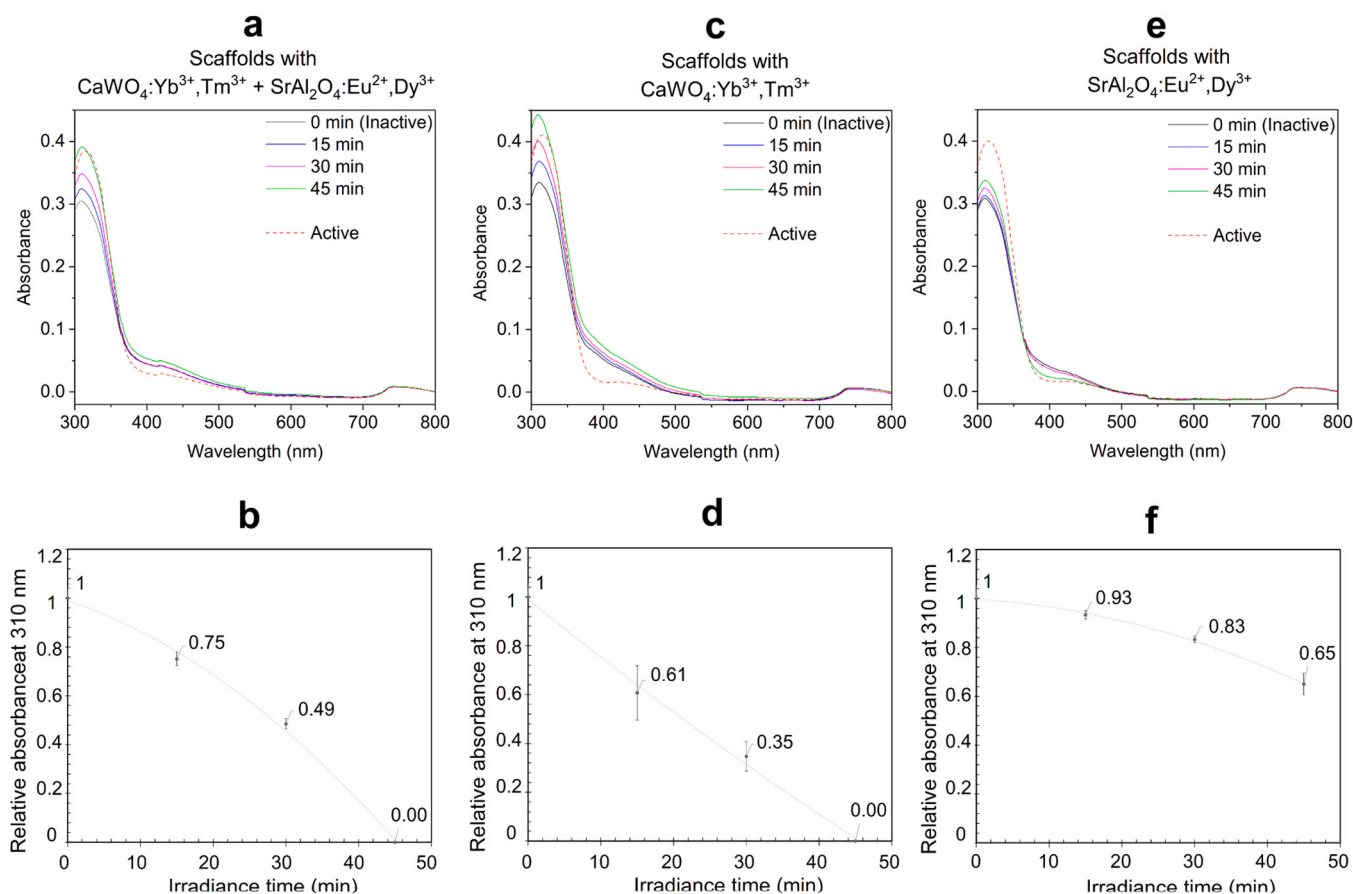 a
Scaffolds with
CaWO₄:Yb³⁺,Tm³⁺ + SrAl₂O₄:Eu²⁺,Dy³⁺
0 min (Inactive)
15 min
30 min
45 min
Active
0.4
0.3
0.2
0.1
0.0
Absorbance
300 400 500 600 700 800
Wavelength (nm)
c
Scaffolds with
CaWO₄:Yb³⁺,Tm³⁺
0 min (Inactive)
15 min
30 min
45 min
Active
0.4
0.3
0.2
0.1
0.0
Absorbance
300 400 500 600 700 800
Wavelength (nm)
e
Scaffolds with
SrAl₂O₄:Eu²⁺,Dy³⁺
0 min (Inactive)
15 min
30 min
45 min
Active
0.4
0.3
0.2
0.1
0.0
Absorbance
300 400 500 600 700 800
Wavelength (nm)
b
1.2
1
0.8
0.6
0.4
0.2
0
Relative absorbanceat 310 nm
1
0.75
0.49
0.00
0 10 20 30 40 50
Irradiance time (min)
d
1.2
1
0.8
0.6
0.4
0.2
0
Relative absorbance at 310 nm
1
0.61
0.35
0.00
0 10 20 30 40 50
Irradiance time (min)
f
1.2
1
0.8
0.6
0.4
0.2
0
Relative absorbance at 310 nm
1
0.93
0.83
0.65
0 10 20 30 40 50
Irradiance time (min)